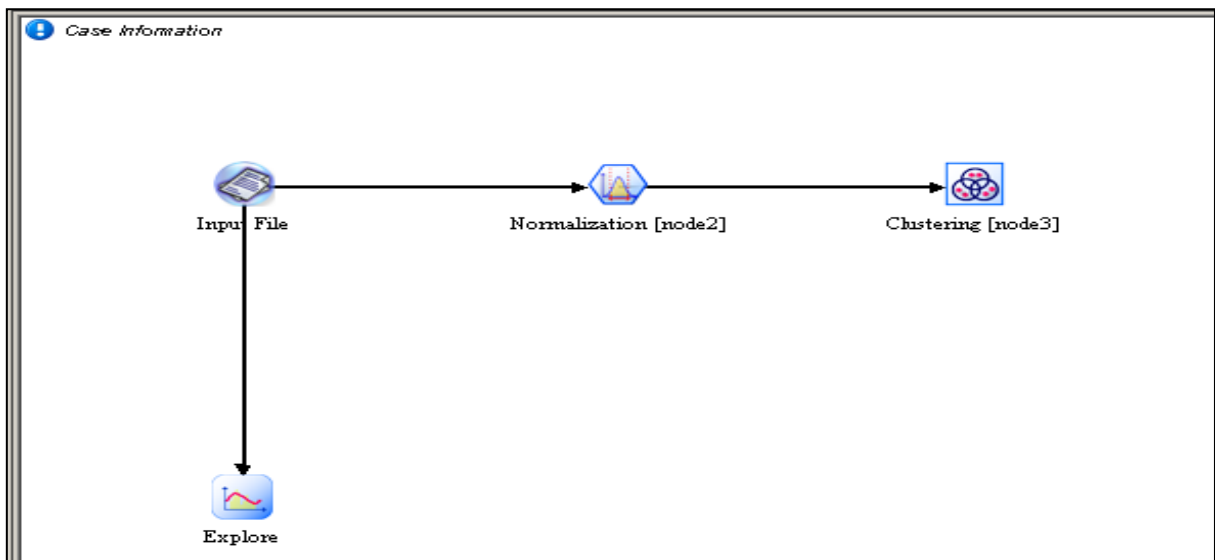 Case Information
Input File
Normalization [node2]
Clustering [node3]
Explore